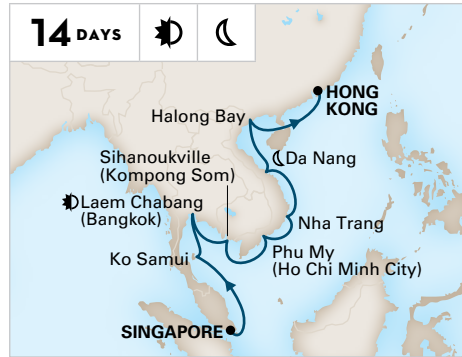 14 DAYS
HONG
KONG
Halong Bay
Sihanoukville
(Kompong Som)
Da Nang
Laem Chabang
(Bangkok)
Nha Trang
Ko Samui
Phu My
(Ho Chi Minh City)
SINGAPORE